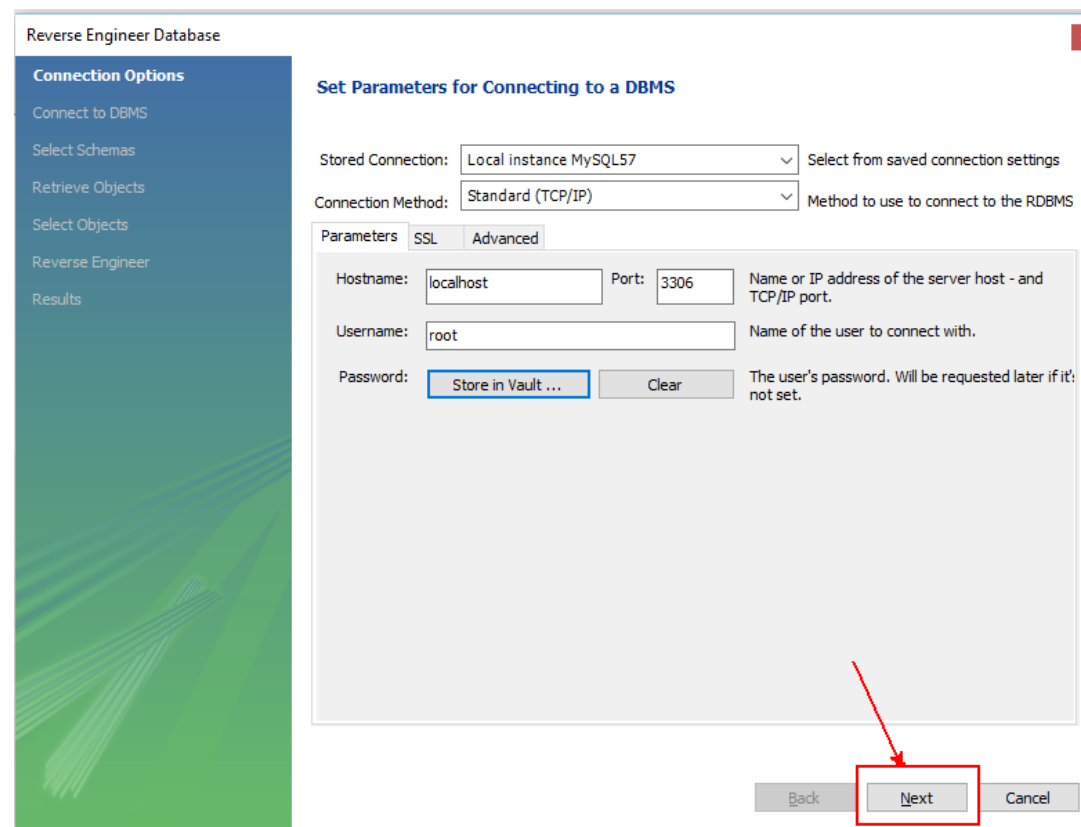 Reverse Engineer Database
Connection Options
Connect to DBMS
Select Schemas
Retrieve Objects
Select Objects
Reverse Engineer
Results
Set Parameters for Connecting to a DBMS
Stored Connection: Local instance MySQL57 Select from saved connection settings
Connection Method: Standard (TCP/IP) Method to use to connect to the RDBMS
Parameters SSL Advanced
Hostname: localhost Port: 3306 Name or IP address of the server host - and
TCP/IP port.
Username: root Name of the user to connect with.
Password: Store in Vault ... Clear The user's password. Will be requested later if it's
not set.
Back Next Cancel